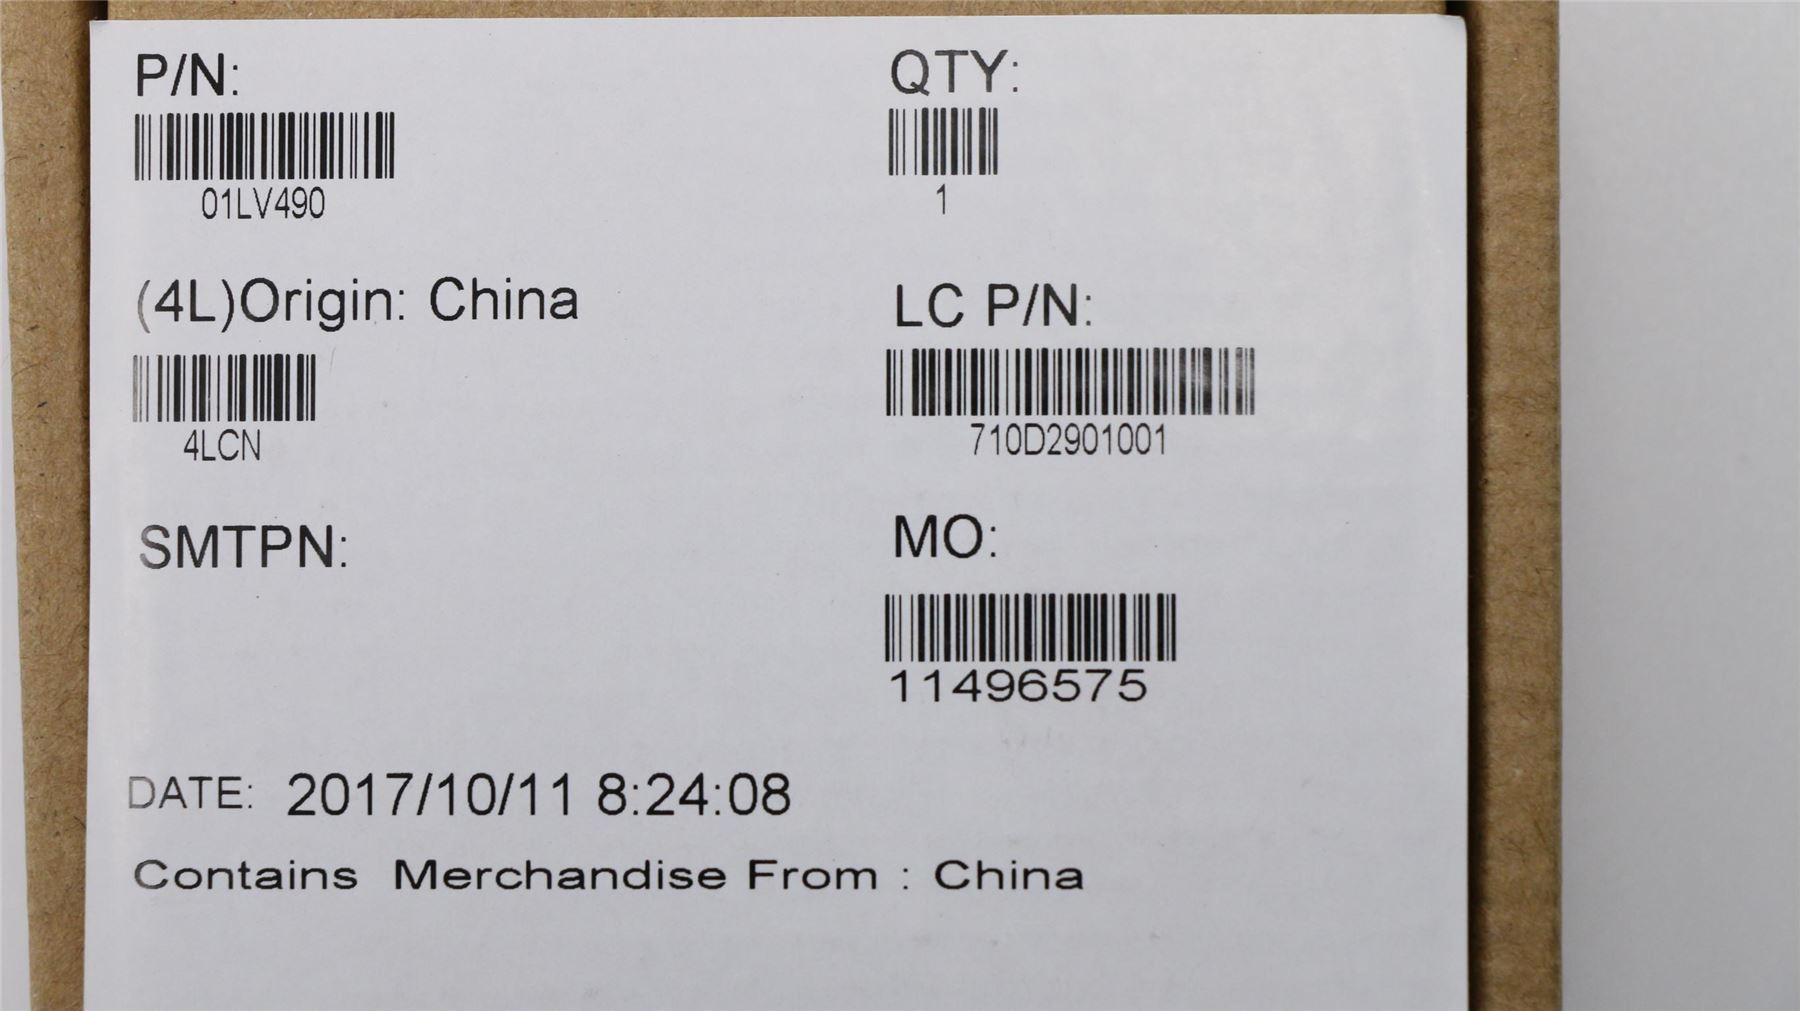 P/N:
QTY:
01LV490
1
(4L)Origin: China
LC P/N:
4LCN
710D2901001
SMTPN:
MO:
11496575
DATE: 2017/10/11 8:24:08
Contains Merchandise From : China